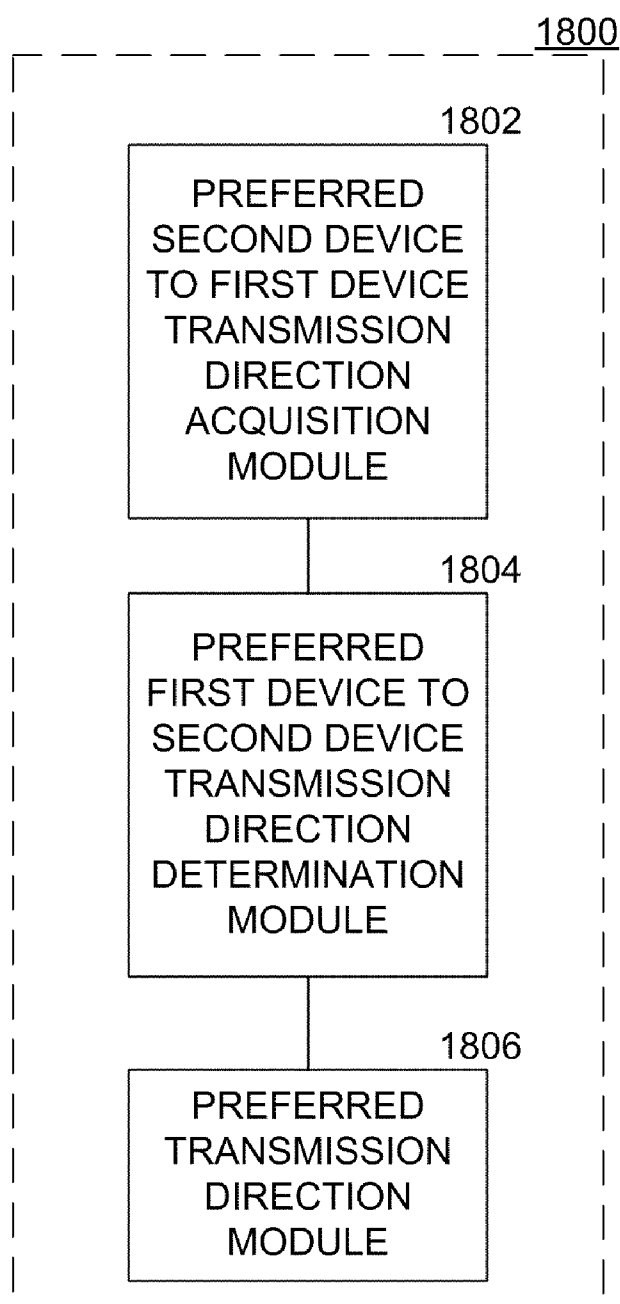 1800
1802
PREFERRED
SECOND DEVICE
TO FIRST DEVICE
TRANSMISSION
DIRECTION
ACQUISITION
MODULE
1804
PREFERRED
FIRST DEVICE TO
SECOND DEVICE
TRANSMISSION
DIRECTION
DETERMINATION
MODULE
1806
PREFERRED
TRANSMISSION
DIRECTION
MODULE